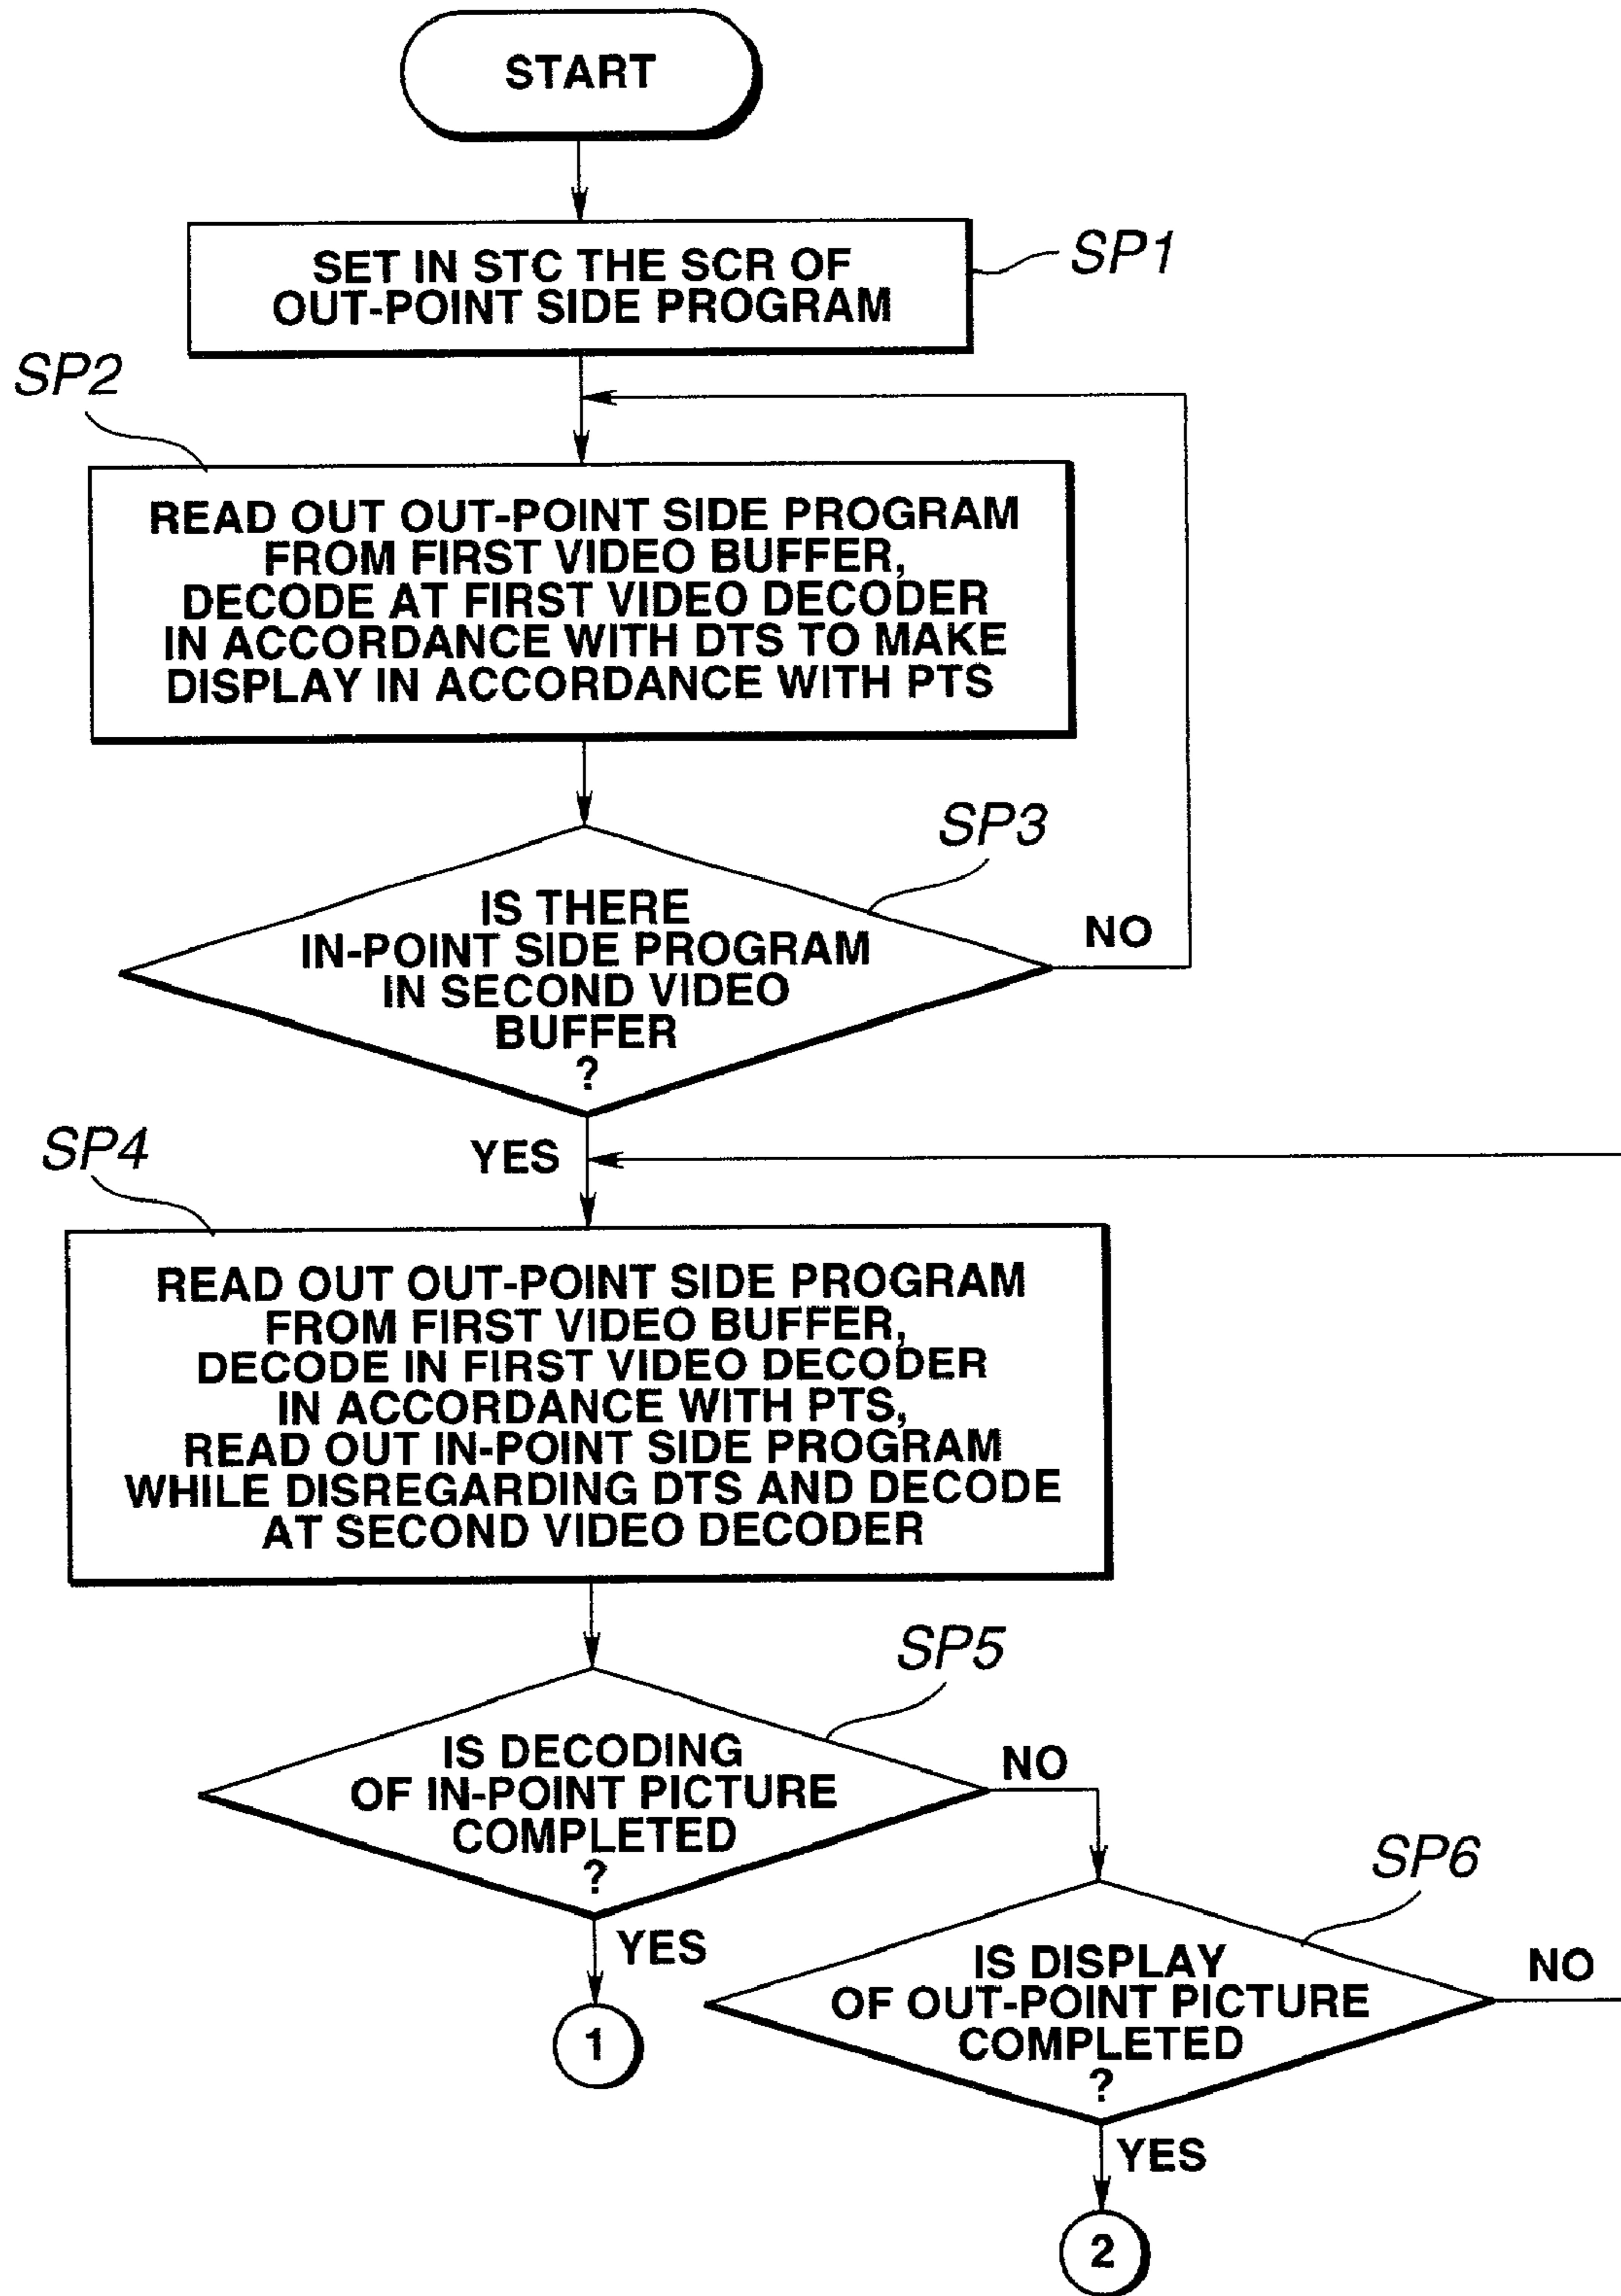 START
SET IN STC THE SCR OF
OUT-POINT SIDE PROGRAM
SP1
SP2
READ OUT OUT-POINT SIDE PROGRAM
FROM FIRST VIDEO BUFFER,
DECODE AT FIRST VIDEO DECODER
IN ACCORDANCE WITH DTS TO MAKE
DISPLAY IN ACCORDANCE WITH PTS
SP3
IS THERE
IN-POINT SIDE PROGRAM
IN SECOND VIDEO
BUFFER
?
NO
YES
SP4
READ OUT OUT-POINT SIDE PROGRAM
FROM FIRST VIDEO BUFFER,
DECODE IN FIRST VIDEO DECODER
IN ACCORDANCE WITH PTS,
READ OUT IN-POINT SIDE PROGRAM
WHILE DISREGARDING DTS AND DECODE
AT SECOND VIDEO DECODER
SP5
IS DECODING
OF IN-POINT PICTURE
COMPLETED
?
NO
YES
1
SP6
IS DISPLAY
OF OUT-POINT PICTURE
COMPLETED
?
NO
YES
2